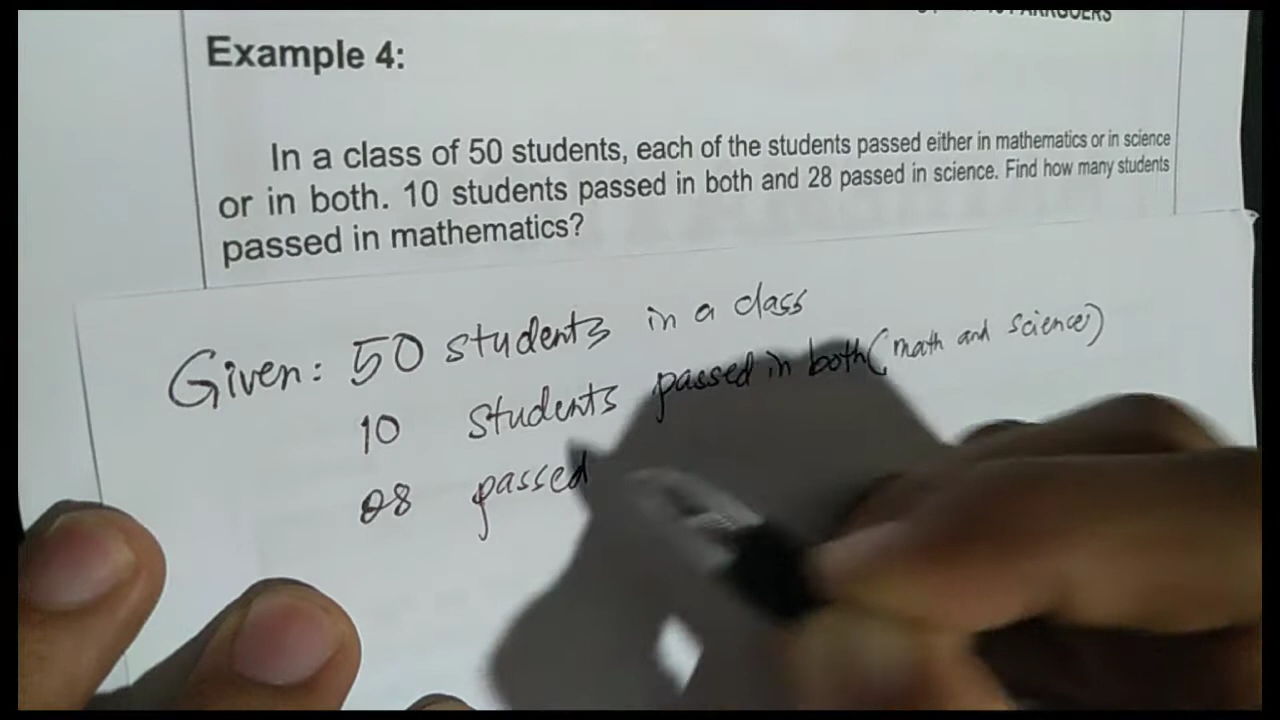 Example 4:
In a class of 50 students, each of the students passed either in mathematics or in science
or in both. 10 students passed in both and 28 passed in science. Find how many students
passed in mathematics?
Given: 50 students in a class
10 students passed in both (math and science)
28 passed